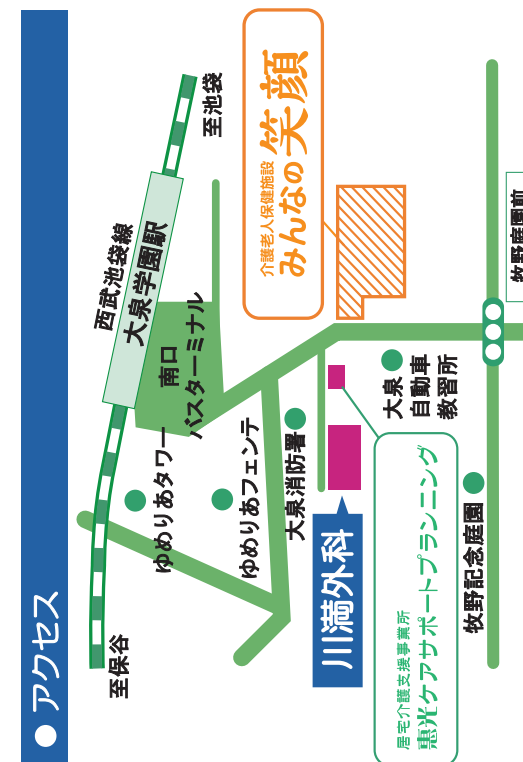 アクセス
至保谷
至池袋
西武池袋線
大泉学園駅
南口
バスターミナル
ゆめりあタワー
ゆめりあフェンテ
大泉消防署
介護老人保健施設
みんなの笑顔
川満外科
大泉
自動車
教習所
居宅介護支援事業所
惠光ケアサポートプランニング
牧野記念庭園
牧野庭園前